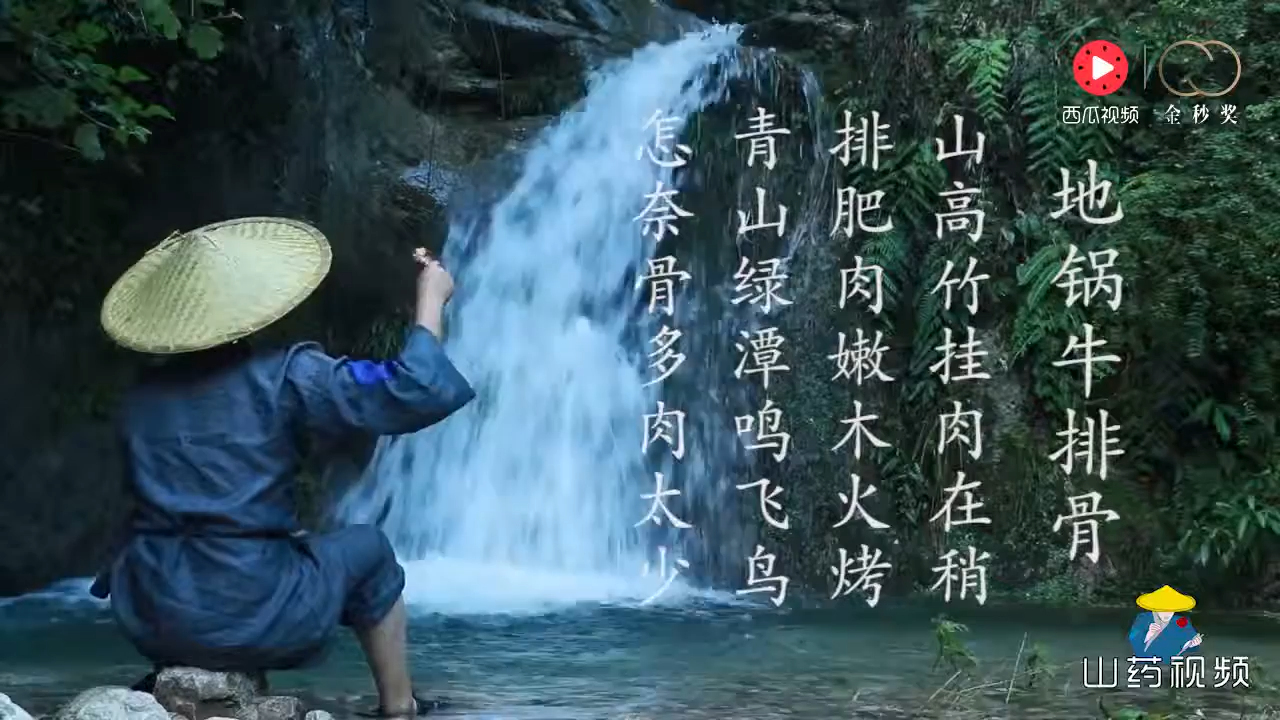 地锅牛排骨
山高竹挂肉在稍
排肥肉嫩木火烤
青山绿潭鸣飞鸟
怎奈骨多肉太少
西瓜视频
金秒奖
山药视频